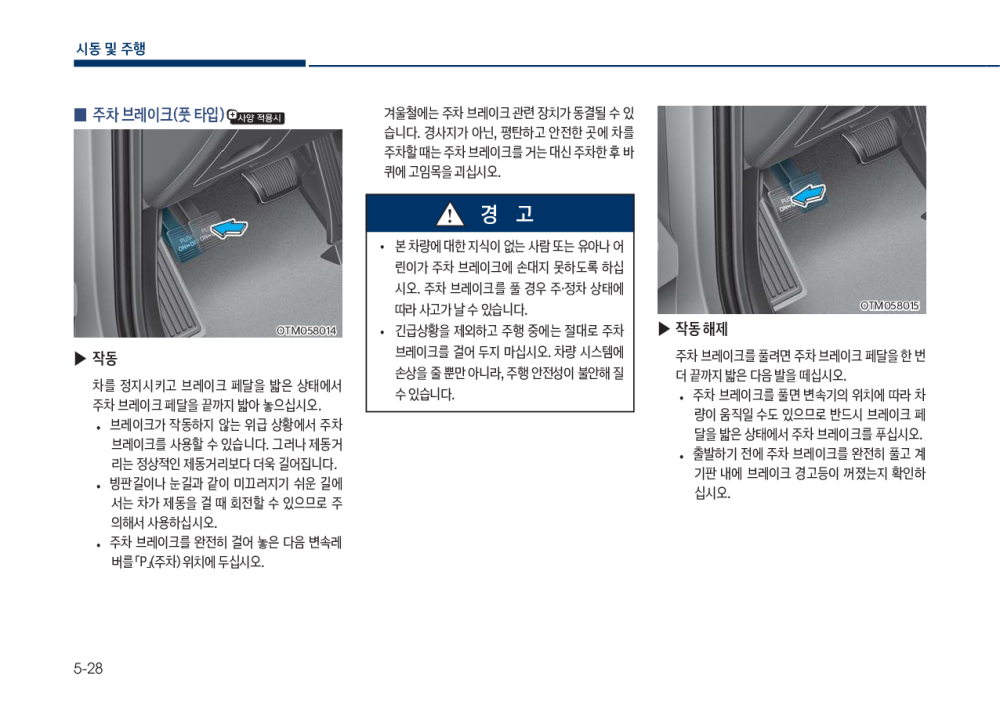 시동 및 주행
■ 주차 브레이크(풋 타입) 사양 적용시
PUSH
ON↔OFF
OTM058014
▶ 작동
차를 정지시키고 브레이크 페달을 밟은 상태에서
주차 브레이크 페달을 끝까지 밟아 놓으십시오.
• 브레이크가 작동하지 않는 위급 상황에서 주차
브레이크를 사용할 수 있습니다. 그러나 제동거
리는 정상적인 제동거리보다 더욱 길어집니다.
• 빙판길이나 눈길과 같이 미끄러지기 쉬운 길에
서는 차가 제동을 걸 때 회전할 수 있으므로 주
의해서 사용하십시오.
• 주차 브레이크를 완전히 걸어 놓은 다음 변속레
버를 「P」(주차) 위치에 두십시오.
겨울철에는 주차 브레이크 관련 장치가 동결될 수 있
습니다. 경사지가 아닌, 평탄하고 안전한 곳에 차를
주차할 때는 주차 브레이크를 거는 대신 주차한 후 바
퀴에 고임목을 괴십시오.
경 고
• 본 차량에 대한 지식이 없는 사람 또는 유아나 어
린이가 주차 브레이크에 손대지 못하도록 하십
시오. 주차 브레이크를 풀 경우 주·정차 상태에
따라 사고가 날 수 있습니다.
• 긴급상황을 제외하고 주행 중에는 절대로 주차
브레이크를 걸어 두지 마십시오. 차량 시스템에
손상을 줄 뿐만 아니라, 주행 안전성이 불안해 질
수 있습니다.
OTM058015
▶ 작동 해제
주차 브레이크를 풀려면 주차 브레이크 페달을 한 번
더 끝까지 밟은 다음 발을 떼십시오.
• 주차 브레이크를 풀면 변속기의 위치에 따라 차
량이 움직일 수도 있으므로 반드시 브레이크 페
달을 밟은 상태에서 주차 브레이크를 푸십시오.
• 출발하기 전에 주차 브레이크를 완전히 풀고 계
기판 내에 브레이크 경고등이 꺼졌는지 확인하
십시오.
5-28